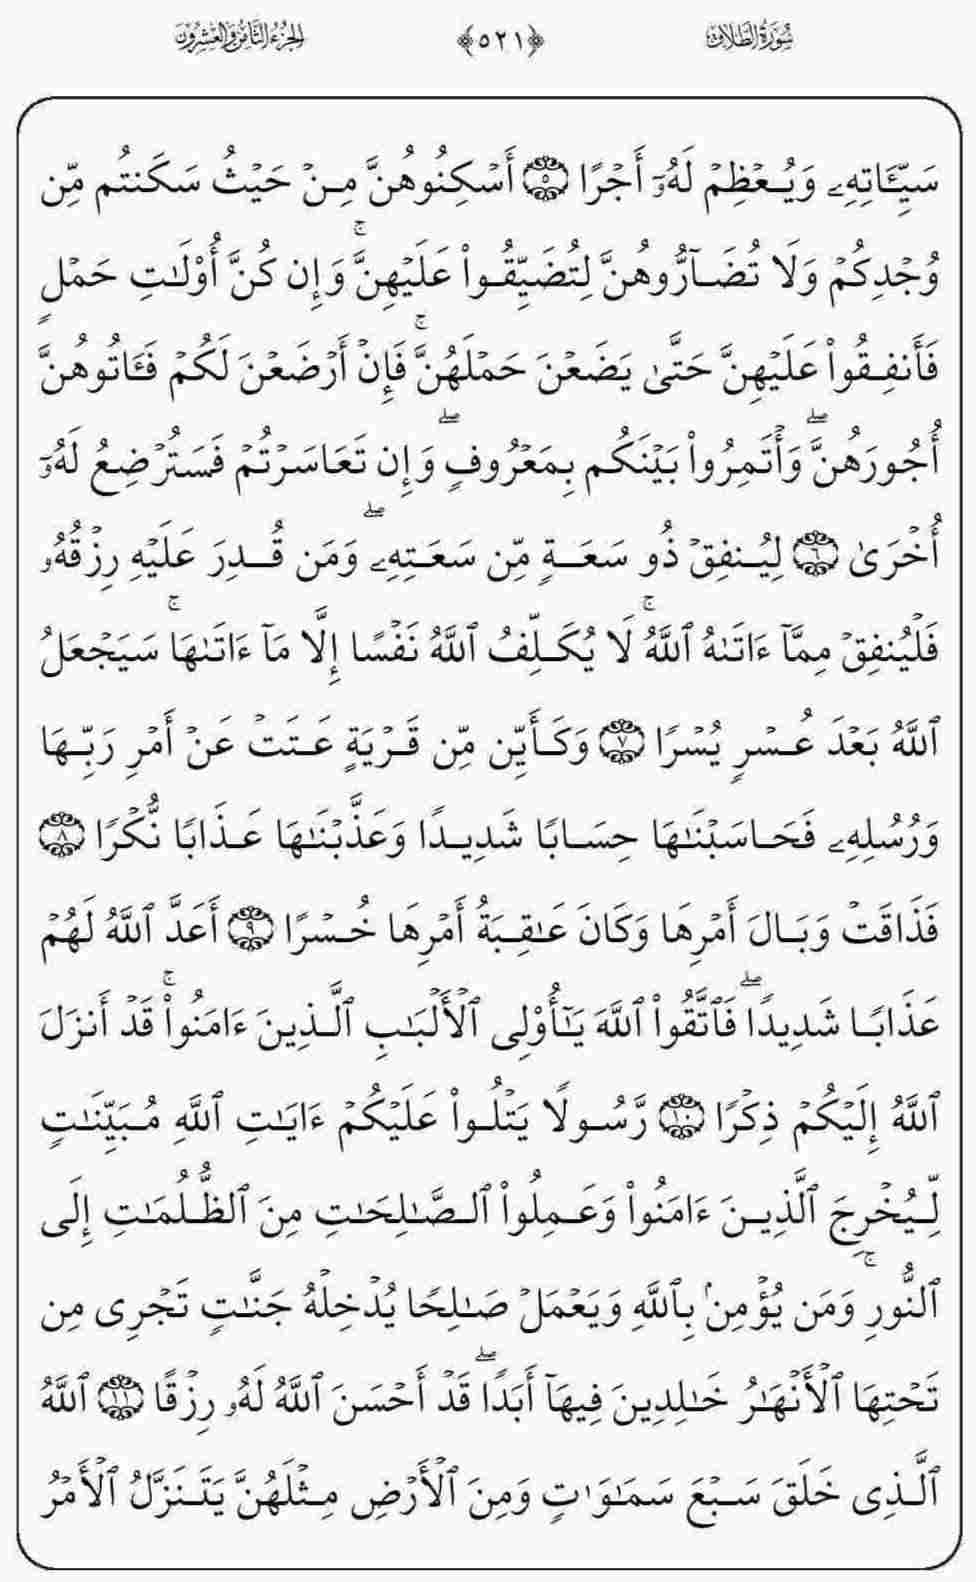 سُورَةُ الطَّلَاقِ ﴿٥٢١﴾ الجُزءُ الثَّامِنُ وَالعِشْرُونَ
سَيِّـَٔاتِهِۦ وَيُعۡظِمۡ لَهُۥٓ أَجۡرًا ٥ أَسۡكِنُوهُنَّ مِنۡ حَيۡثُ سَكَنتُم مِّن
وُجۡدِكُمۡ وَلَا تُضَآرُّوهُنَّ لِتُضَيِّقُواْ عَلَيۡهِنَّۚ وَإِن كُنَّ أُوْلَٰتِ حَمۡلٖ
فَأَنفِقُواْ عَلَيۡهِنَّ حَتَّىٰ يَضَعۡنَ حَمۡلَهُنَّۚ فَإِنۡ أَرۡضَعۡنَ لَكُمۡ فَـَٔاتُوهُنَّ
أُجُورَهُنَّۖ وَأۡتَمِرُواْ بَيۡنَكُم بِمَعۡرُوفٖۖ وَإِن تَعَاسَرۡتُمۡ فَسَتُرۡضِعُ لَهُۥٓ
أُخۡرَىٰ ٦ لِيُنفِقۡ ذُو سَعَةٖ مِّن سَعَتِهِۦۖ وَمَن قُدِرَ عَلَيۡهِ رِزۡقُهُۥ
فَلۡيُنفِقۡ مِمَّآ ءَاتَىٰهُ ٱللَّهُۚ لَا يُكَلِّفُ ٱللَّهُ نَفۡسًا إِلَّا مَآ ءَاتَىٰهَاۚ سَيَجۡعَلُ
ٱللَّهُ بَعۡدَ عُسۡرٖ يُسۡرٗا ٧ وَكَأَيِّن مِّن قَرۡيَةٍ عَتَتۡ عَنۡ أَمۡرِ رَبِّهَا
وَرُسُلِهِۦ فَحَاسَبۡنَٰهَا حِسَابٗا شَدِيدٗا وَعَذَّبۡنَٰهَا عَذَابٗا نُّكۡرٗا ٨
فَذَاقَتۡ وَبَالَ أَمۡرِهَا وَكَانَ عَٰقِبَةُ أَمۡرِهَا خُسۡرًا ٩ أَعَدَّ ٱللَّهُ لَهُمۡ
عَذَابٗا شَدِيدٗاۖ فَٱتَّقُواْ ٱللَّهَ يَٰٓأُوْلِي ٱلۡأَلۡبَٰبِ ٱلَّذِينَ ءَامَنُواْۚ قَدۡ أَنزَلَ
ٱللَّهُ إِلَيۡكُمۡ ذِكۡرٗا ١٠ رَّسُولٗا يَتۡلُواْ عَلَيۡكُمۡ ءَايَٰتِ ٱللَّهِ مُبَيِّنَٰتٖ
لِّيُخۡرِجَ ٱلَّذِينَ ءَامَنُواْ وَعَمِلُواْ ٱلصَّٰلِحَٰتِ مِنَ ٱلظُّلُمَٰتِ إِلَى
ٱلنُّورِۚ وَمَن يُؤۡمِنۢ بِٱللَّهِ وَيَعۡمَلۡ صَٰلِحٗا يُدۡخِلۡهُ جَنَّٰتٖ تَجۡرِي مِن
تَحۡتِهَا ٱلۡأَنۡهَٰرُ خَٰلِدِينَ فِيهَآ أَبَدٗاۖ قَدۡ أَحۡسَنَ ٱللَّهُ لَهُۥ رِزۡقًا ١١ ٱللَّهُ
ٱلَّذِي خَلَقَ سَبۡعَ سَمَٰوَٰتٖ وَمِنَ ٱلۡأَرۡضِ مِثۡلَهُنَّ يَتَنَزَّلُ ٱلۡأَمۡرُ